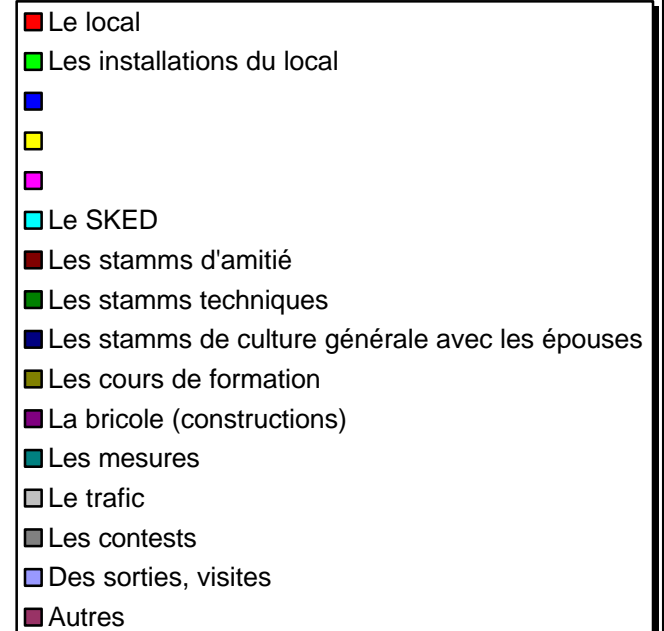 Le local
Les installations du local
Le SKED
Les stamms d'amitié
Les stamms techniques
Les stamms de culture générale avec les épouses
Les cours de formation
La bricole (constructions)
Les mesures
Le trafic
Les contests
Des sorties, visites
Autres